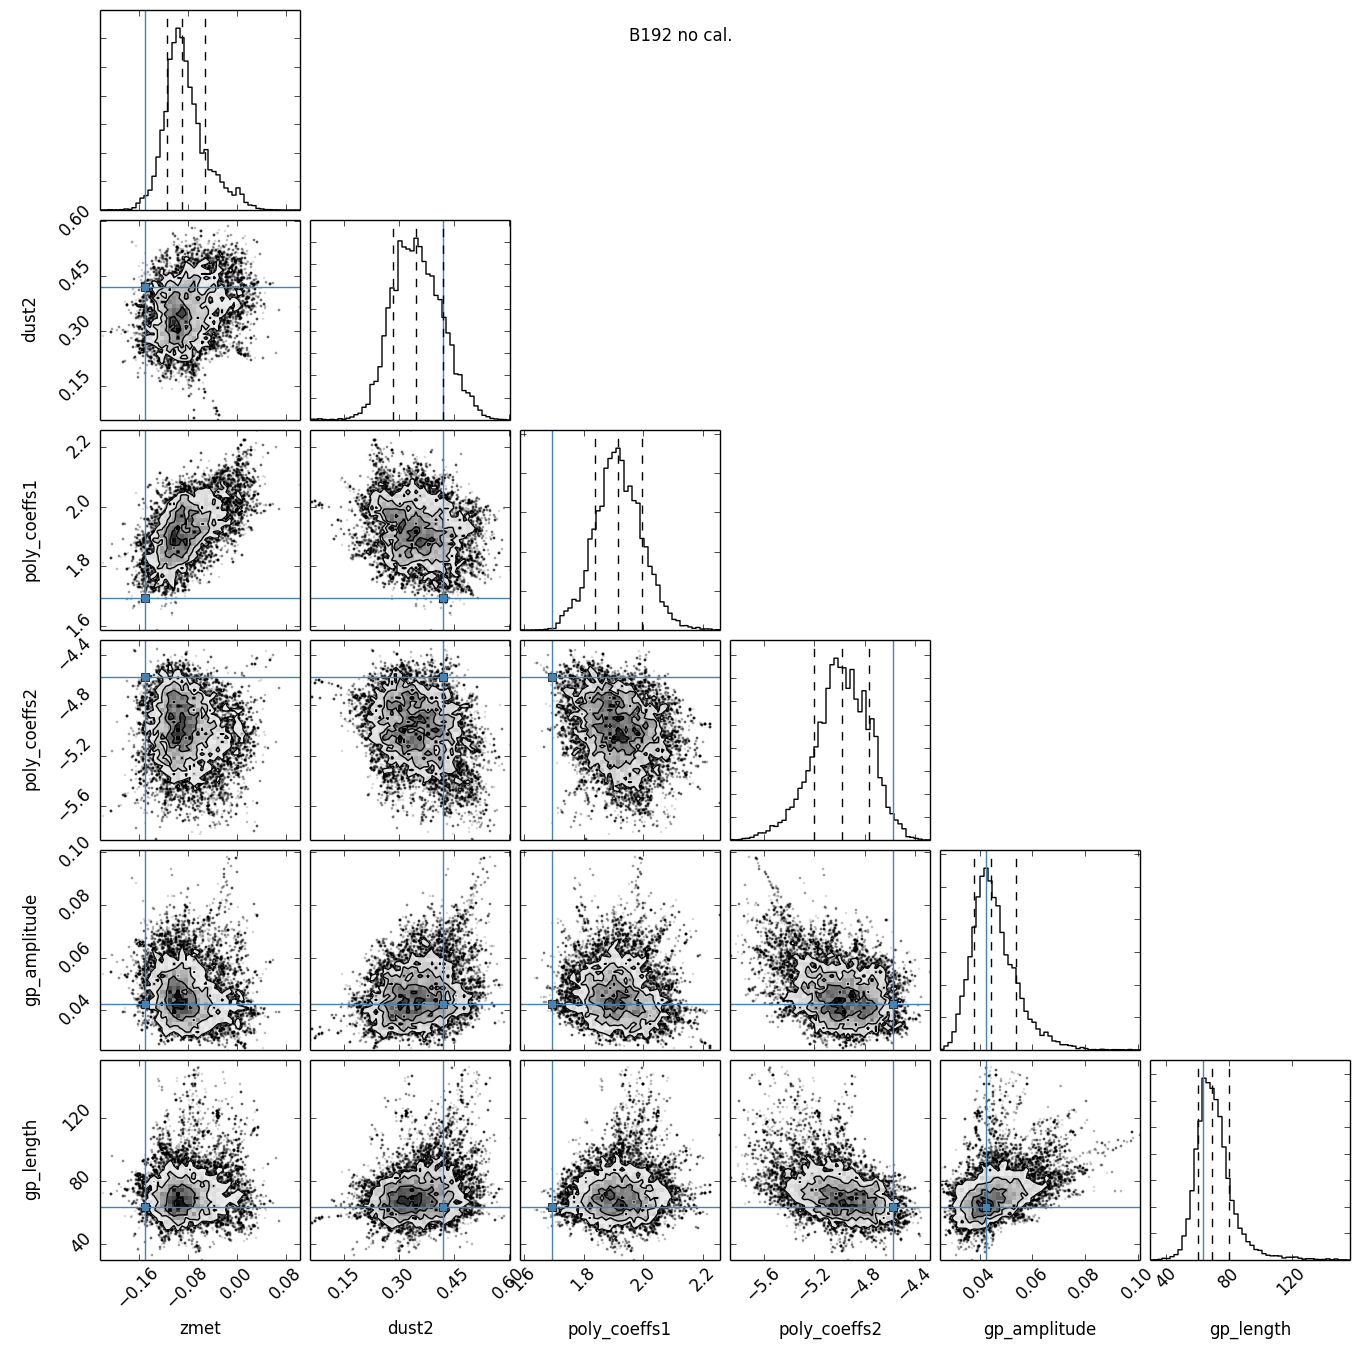 B192 no cal.
0.60
0.45
0.30
0.15
dust2
2.2
2.0
1.8
1.6
poly_coeffs1
−4.4
−4.8
−5.2
−5.6
poly_coeffs2
0.10
0.08
0.06
0.04
gp_amplitude
120
80
40
gp_length
−0.16 −0.08 0.00 0.08
0.15 0.30 0.45 0.60
1.6 1.8 2.0 2.2
−5.6 −5.2 −4.8 −4.4
0.04 0.06 0.08 0.10
40 80 120
zmet dust2 poly_coeffs1 poly_coeffs2 gp_amplitude gp_length